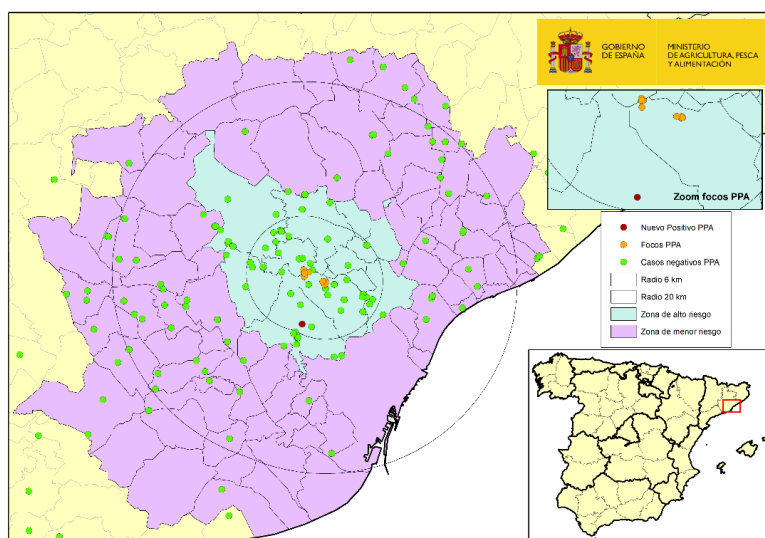 GOBIERNO
DE ESPAÑA
MINISTERIO
DE AGRICULTURA, PESCA
Y ALIMENTACIÓN
Zoom focos PPA
Nuevo Positivo PPA
Focos PPA
Casos negativos PPA
Radio 6 km
Radio 20 km
Zona de alto riesgo
Zona de menor riesgo